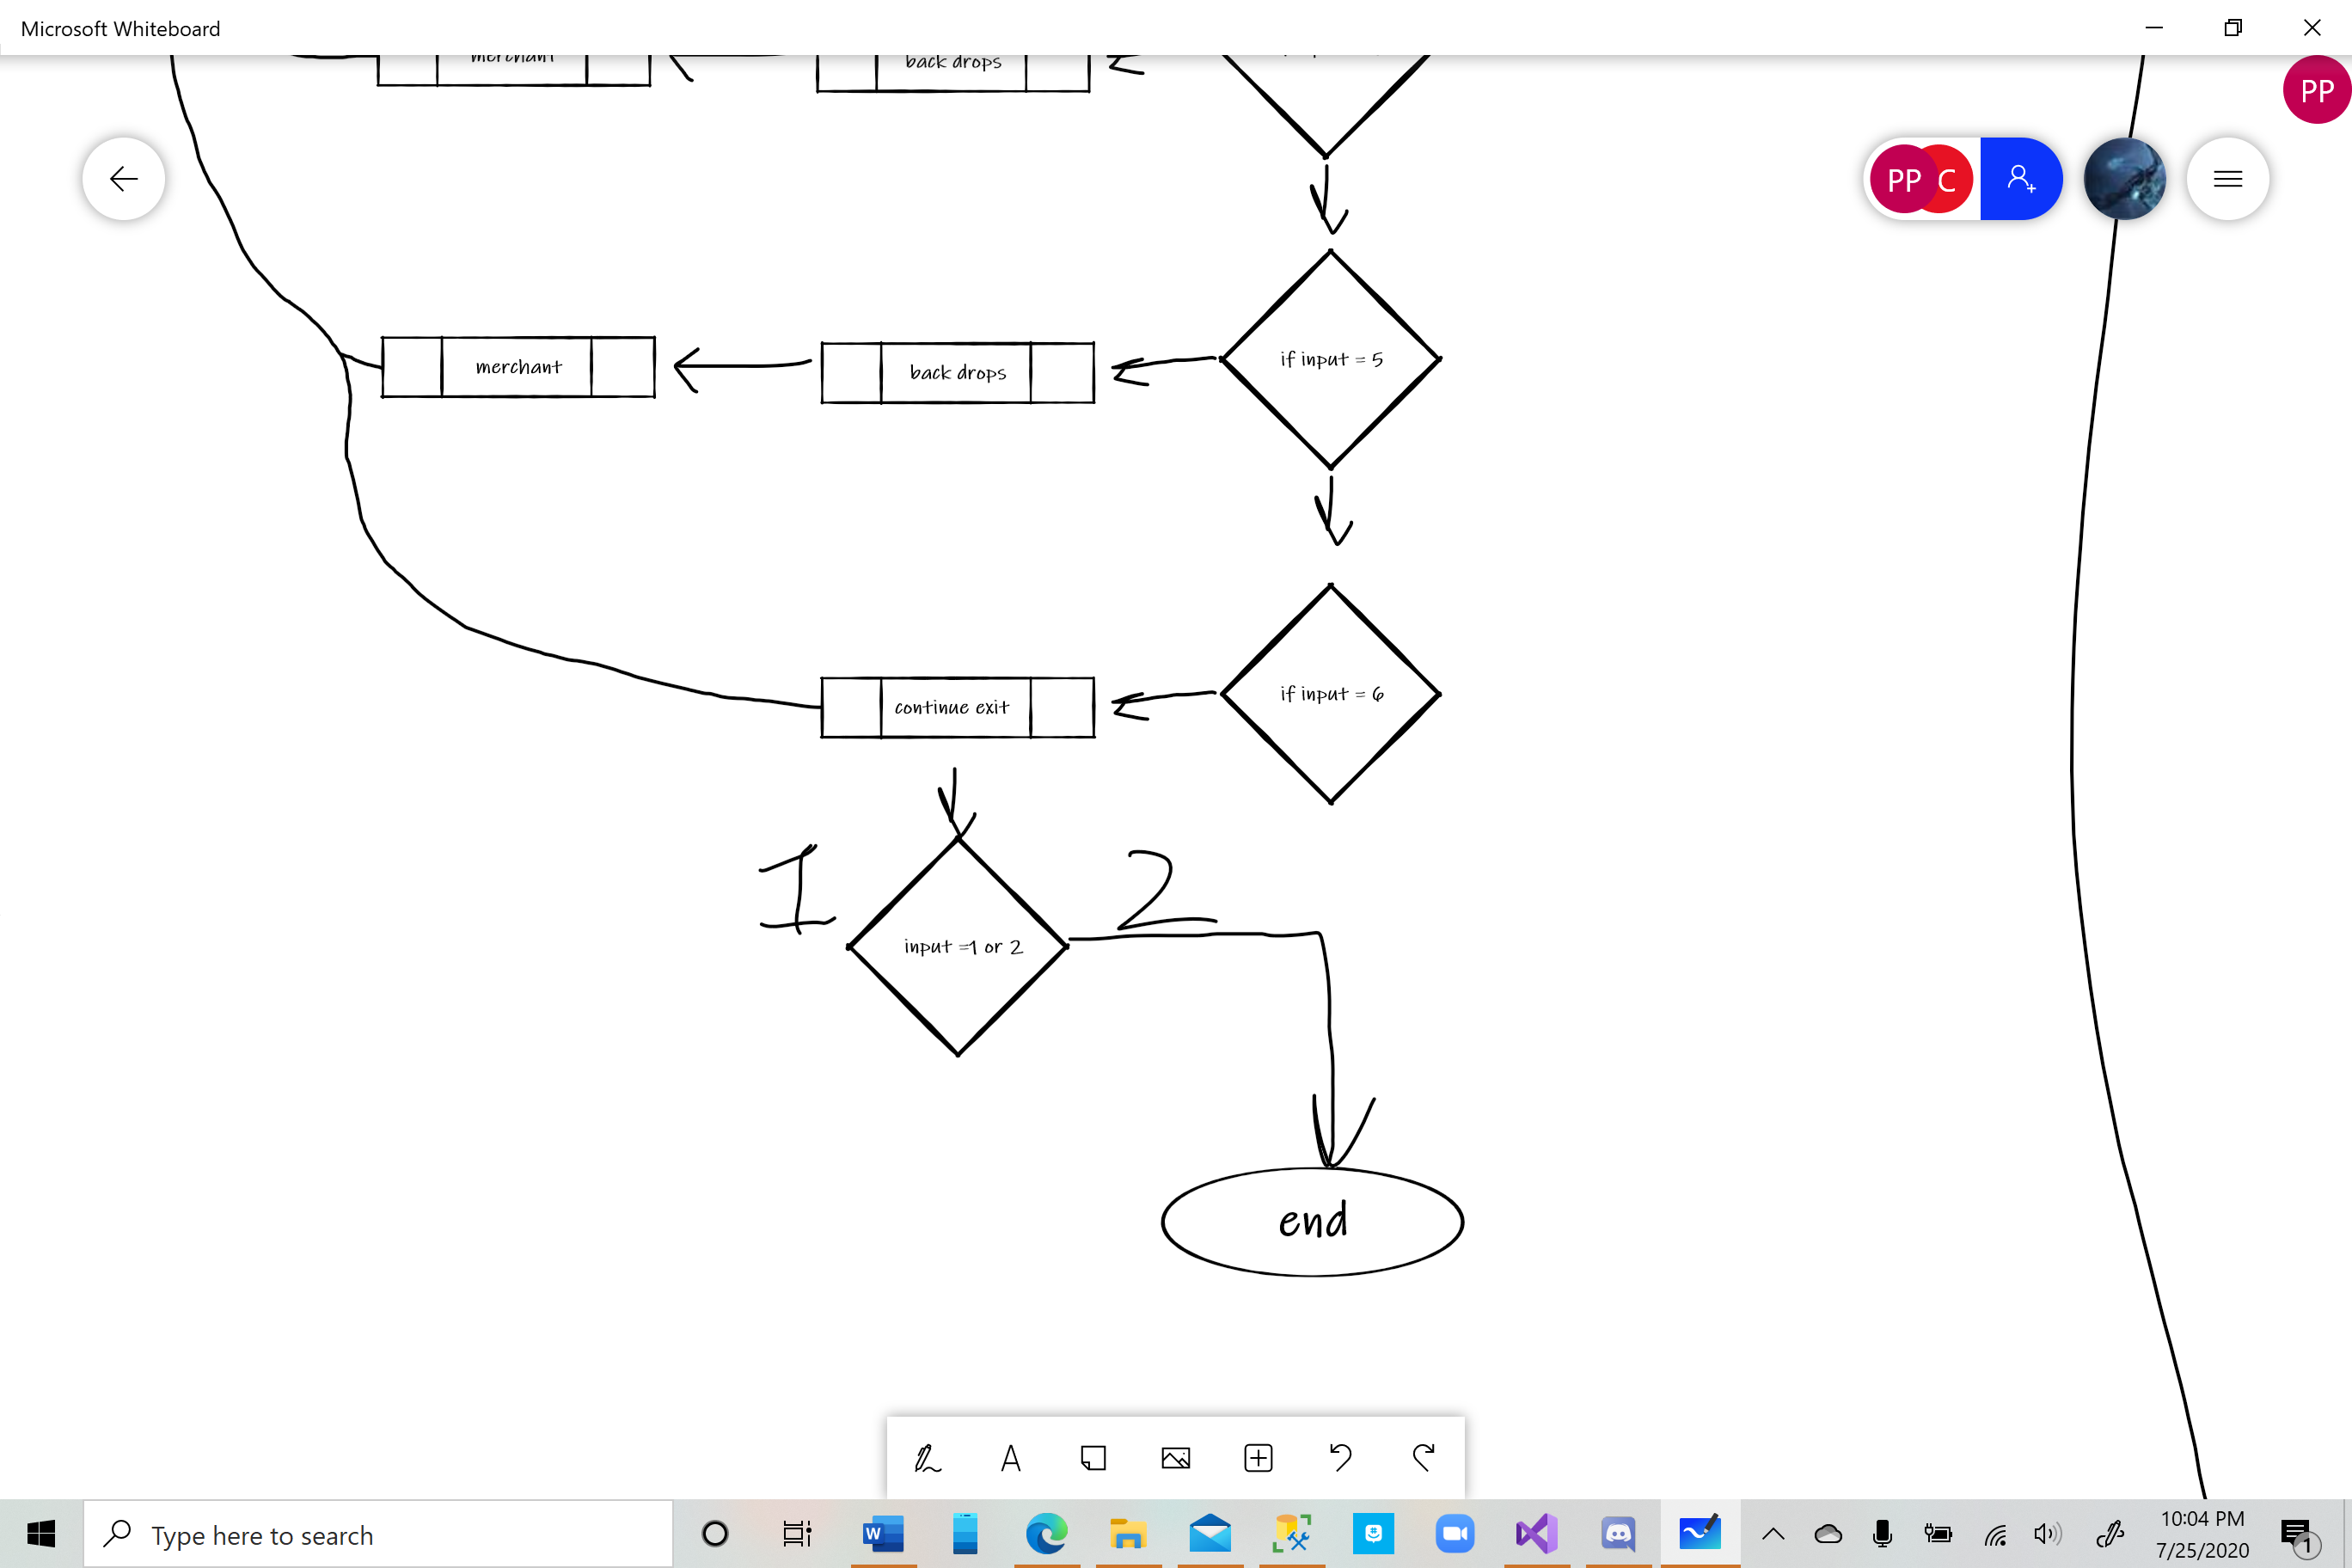 Microsoft Whiteboard
merchant
back drops
PP
PP C
merchant
back drops
if input = 5
continue exit
if input = 6
1
2
input =1 or 2
end
A
Type here to search
W
10:04 PM
7/25/2020
1